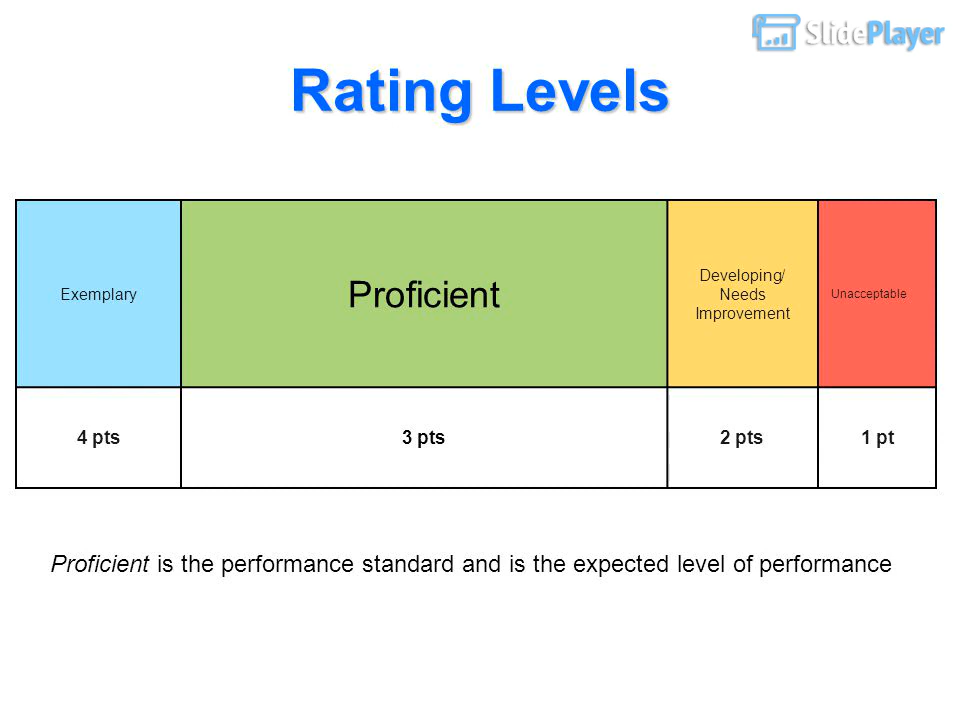 SlidePlayer
Rating Levels
Exemplary
Proficient
Developing/
Needs
Improvement
Unacceptable
4 pts
3 pts
2 pts
1 pt
Proficient is the performance standard and is the expected level of performance